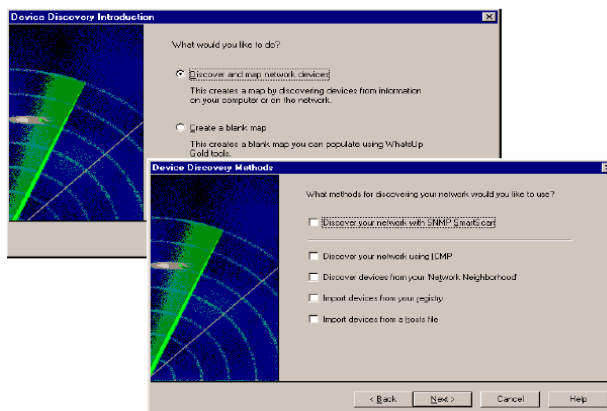 Device Discovery Introduction
What would you like to do?
Discover and map network devices
This creates a map by discovering devices from information
on your computer or on the network.
Create a blank map
This creates a blank map you can populate using WhatsUp
Gold tools.
Device Discovery Methods
What methods for discovering your network would you like to use?
Discover your network with SNMP SmartScan
Discover your network using ICMP
Discover devices from your 'Network Neighborhood'
Import devices from your registry
Import devices from a hosts file
< Back
Next >
Cancel
Help